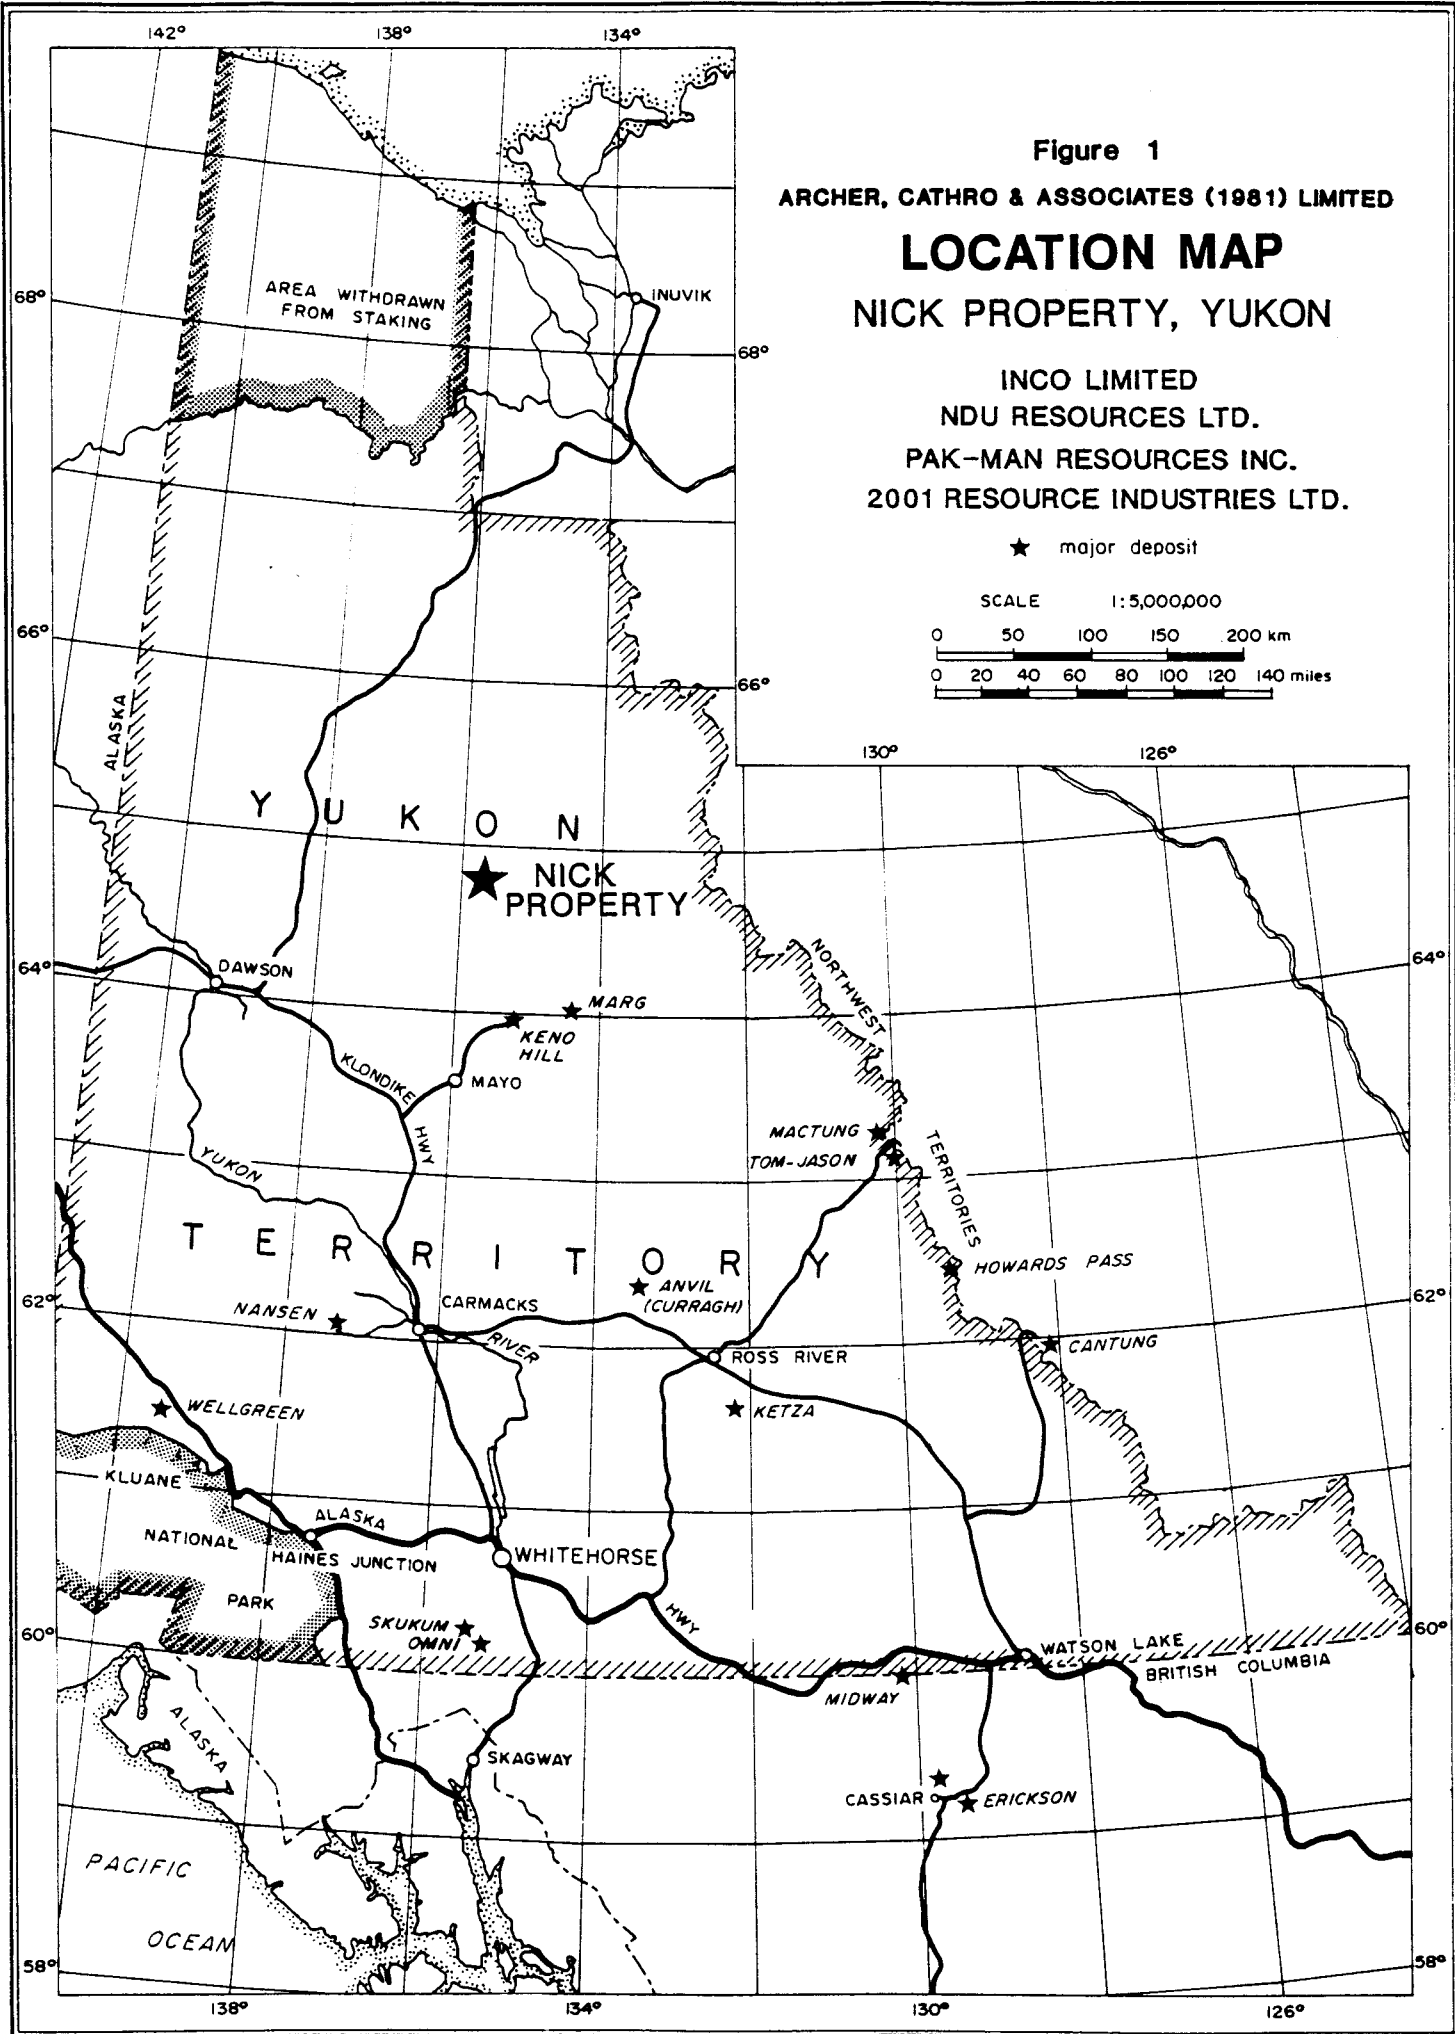 142° 138° 134°
Figure 1
ARCHER, CATHRO & ASSOCIATES (1981) LIMITED
LOCATION MAP
NICK PROPERTY, YUKON
INCO LIMITED
NDU RESOURCES LTD.
PAK-MAN RESOURCES INC.
2001 RESOURCE INDUSTRIES LTD.
★ major deposit
SCALE 1:5,000,000
0 50 100 150 200 km
0 20 40 60 80 100 120 140 miles
AREA WITHDRAWN
FROM STAKING
INUVIK
68°
68°
66°
66°
130° 126°
ALASKA
YUKON
NICK
PROPERTY
NORTHWEST
64°
64°
DAWSON
MARG
KENO
HILL
KLONDIKE
MAYO
HWY
MACTUNG
TOM-JASON
TERRITORIES
YUKON
TERRITORY
HOWARDS PASS
62°
62°
NANSEN
CARMACKS
ANVIL
(CURRAGH)
RIVER
ROSS RIVER
CANTUNG
WELLGREEN
KETZA
KLUANE
ALASKA
NATIONAL
HAINES JUNCTION
WHITEHORSE
PARK
SKUKUM
OMNI
HWY
60°
60°
WATSON LAKE
BRITISH COLUMBIA
MIDWAY
ALASKA
SKAGWAY
CASSIAR
ERICKSON
PACIFIC
OCEAN
58°
58°
138° 134° 130° 126°